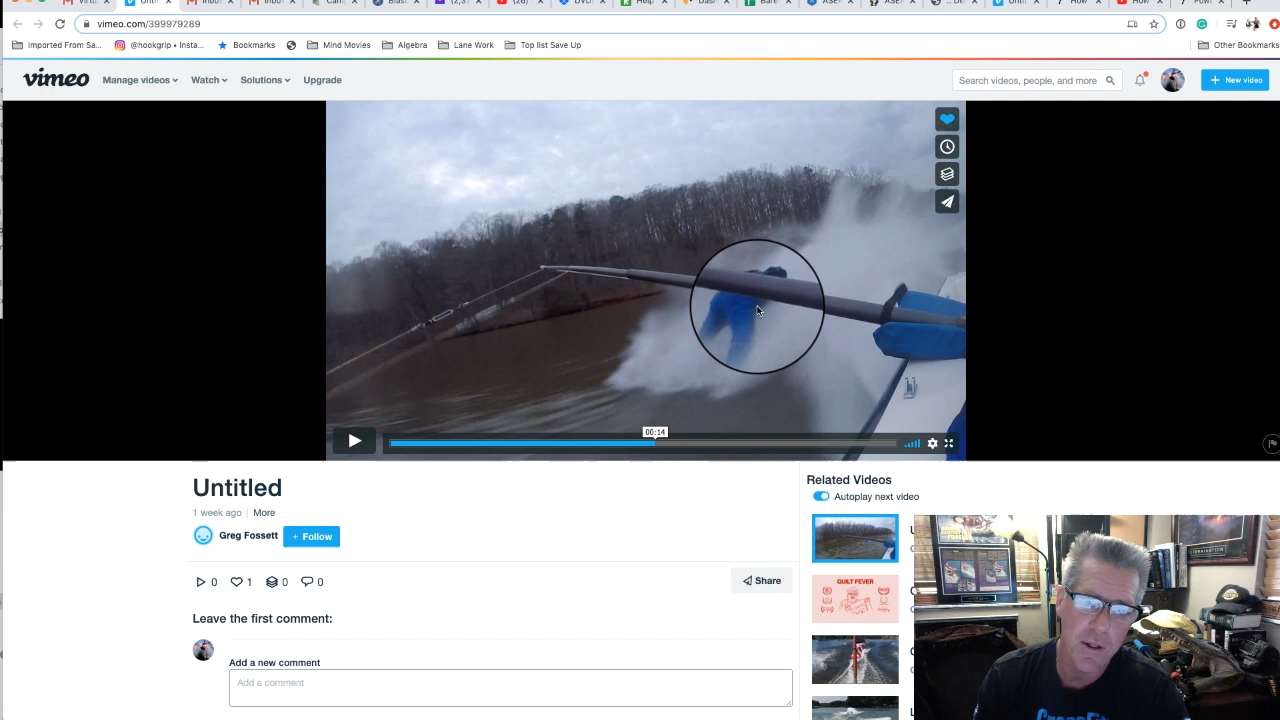 vimeo.com/399979289
Imported From Sa... @hookgrip • Insta... Bookmarks Mind Movies Algebra Lane Work Top list Save Up Other Bookmarks
vimeo Manage videos Watch Solutions Upgrade Search videos, people, and more + New video
00:14
Untitled
1 week ago | More
Greg Fossett + Follow
0 1 0 0 Share
Leave the first comment:
Add a new comment
Add a comment
Related Videos
Autoplay next video
QUILT FEVER